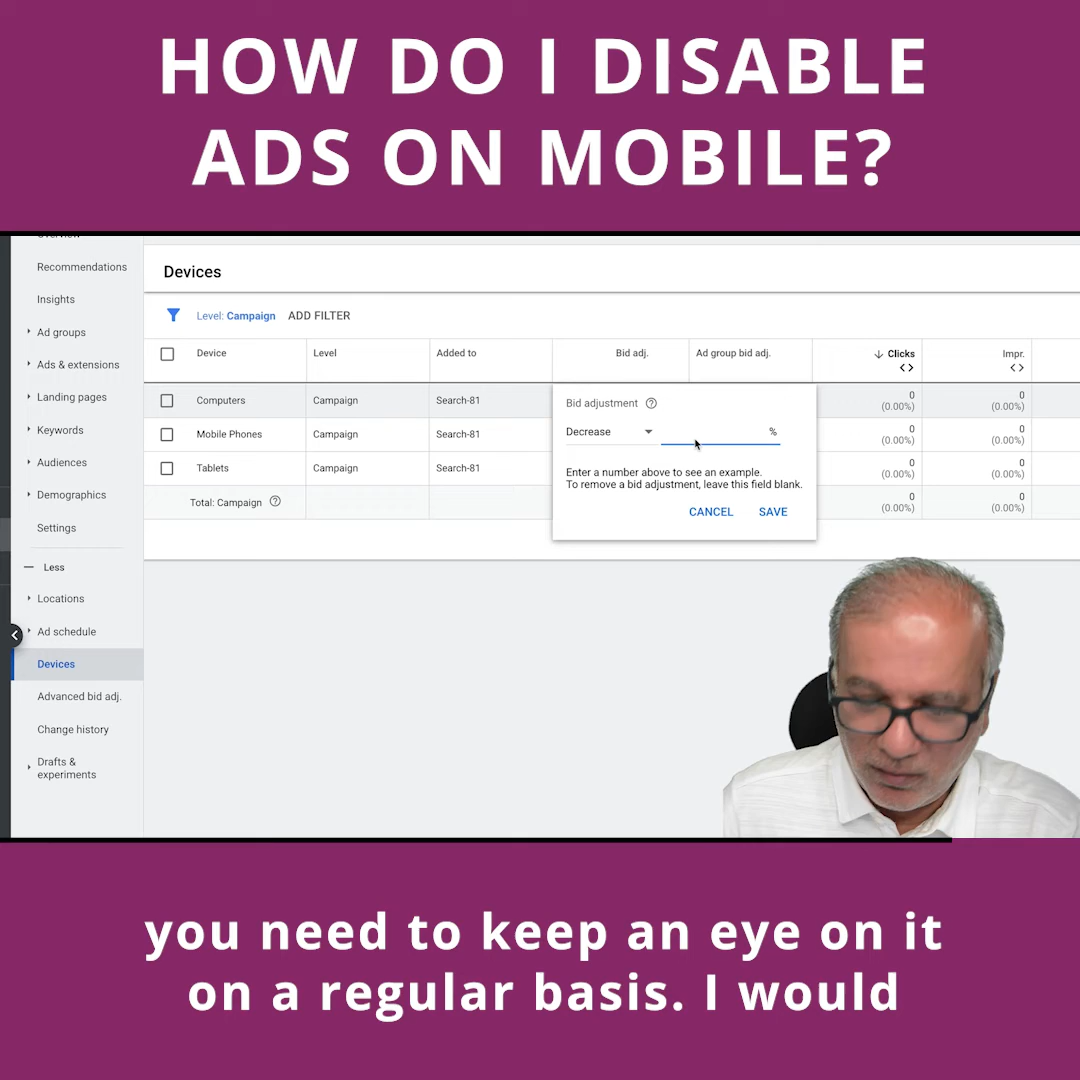 HOW DO I DISABLE
ADS ON MOBILE?
Recommendations
Insights
Ad groups
Ads & extensions
Landing pages
Keywords
Audiences
Demographics
Settings
Less
Locations
Ad schedule
Devices
Advanced bid adj.
Change history
Drafts &
experiments
Devices
Level: Campaign ADD FILTER
Device Level Added to Bid adj. Ad group bid adj. Clicks Impr.
Computers Campaign Search-81 0 0
(0.00%) (0.00%)
Mobile Phones Campaign Search-81 0 0
(0.00%) (0.00%)
Tablets Campaign Search-81 0 0
(0.00%) (0.00%)
Total: Campaign 0 0
(0.00%) (0.00%)
Bid adjustment
Decrease %
Enter a number above to see an example.
To remove a bid adjustment, leave this field blank.
CANCEL SAVE
you need to keep an eye on it
on a regular basis. I would